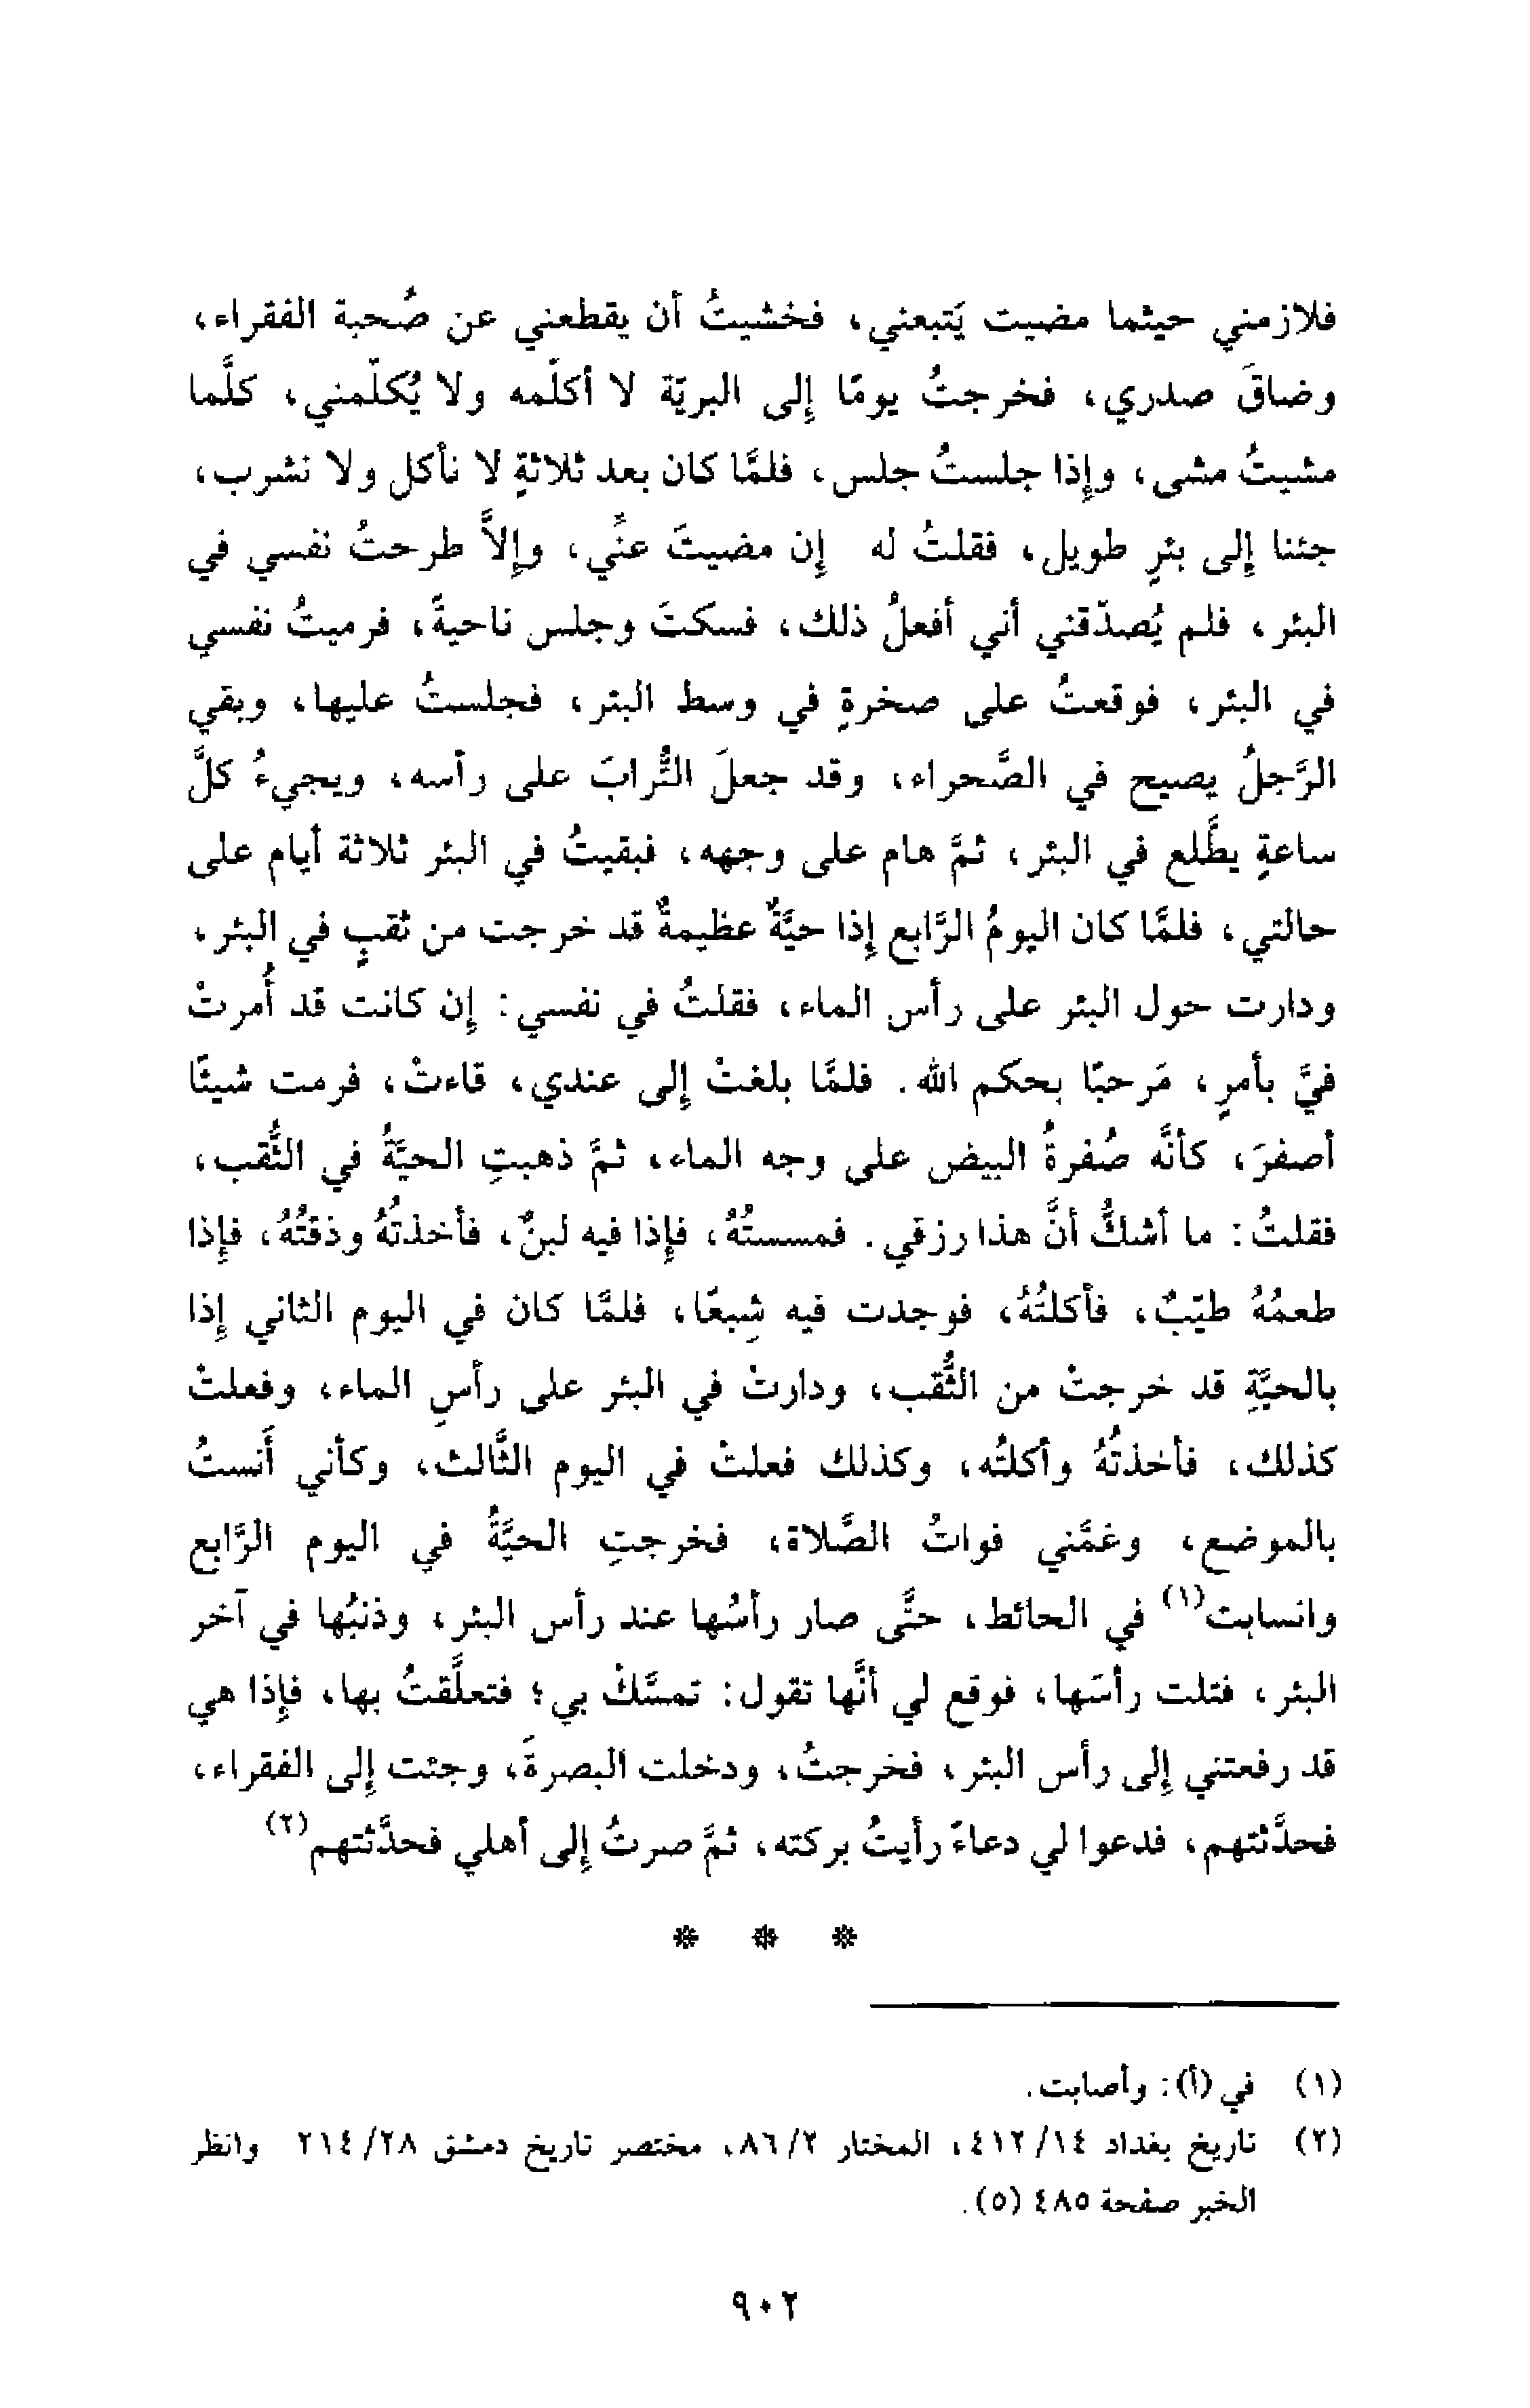 فلازمني حيثما مضيت يَتبعني، فخشيتُ أن يقطعني عن صُحبة الفقراء،
وضاقَ صدري، فخرجتُ يومًا إلى البريّة لا أكلّمه ولا يُكلّمني، كلَّما
مشيتُ مشى، وإذا جلستُ جلس، فلمَّا كان بعد ثلاثةٍ لا نأكل ولا نشرب،
جئنا إلى بئرٍ طويل، فقلتُ له إن مضيتَ عنِّي، وإلاَّ طرحتُ نفسي في
البئر، فلم يُصدّقني أني أفعلُ ذلك، فسكتَ وجلس ناحيةً، فرميتُ نفسي
في البئر، فوقعتُ على صخرةٍ في وسط البئر، فجلستُ عليها، وبقي
الرَّجلُ يصيح في الصَّحراء، وقد جعلَ التُّرابَ على رأسه، ويجيءُ كلَّ
ساعةٍ يطَّلع في البئر، ثمَّ هام على وجهه، فبقيتُ في البئر ثلاثة أيام على
حالتي، فلمَّا كان اليومُ الرَّابع إذا حيَّةٌ عظيمةٌ قد خرجت من ثقبٍ في البئر،
ودارت حول البئر على رأس الماء، فقلتُ في نفسي: إن كانت قد أُمرتْ
فيَّ بأمرٍ، مَرحبًا بحكم الله. فلمَّا بلغتْ إلى عندي، قاءتْ، فرمت شيئًا
أصفرَ، كأنَّه صُفرةُ البيض على وجه الماء، ثمَّ ذهبتِ الحيَّةُ في الثُّقب،
فقلتُ: ما أشكُّ أنَّ هذا رزقي. فمسستُهُ، فإذا فيه لبنٌ، فأخذتُهُ وذقتُهُ، فإذا
طعمُهُ طيّبٌ، فأكلتُهُ، فوجدت فيه شِبعًا، فلمَّا كان في اليوم الثاني إذا
بالحيَّةِ قد خرجتْ من الثُّقب، ودارتْ في البئر على رأسِ الماء، وفعلتْ
كذلك، فأخذتُهُ وأكلتُه، وكذلك فعلتْ في اليوم الثَّالث، وكأني أَنستُ
بالموضع، وغمَّني فواتُ الصَّلاة، فخرجتِ الحيَّةُ في اليوم الرَّابع
وانسابت(١) في الحائط، حتَّى صار رأسُها عند رأس البئر، وذنبُها في آخر
البئر، فتلت رأسَها، فوقع لي أنَّها تقول: تمسَّكْ بي؛ فتعلَّقتُ بها، فإذا هي
قد رفعتني إلى رأس البئر، فخرجتُ، ودخلت البصرةَ، وجئت إلى الفقراء،
فحدَّثتهم، فدعوا لي دعاءً رأيتُ بركته، ثمَّ صرتُ إلى أهلي فحدَّثتهم(٢)
* * *
(١) في (أ): وأصابت.
(٢) تاريخ بغداد ١٤/ ٤١٢، المختار ٢/ ٨٦، مختصر تاريخ دمشق ٢٨/ ٢١٤ وانظر
الخبر صفحة ٤٨٥ (٥).
٩٠٢